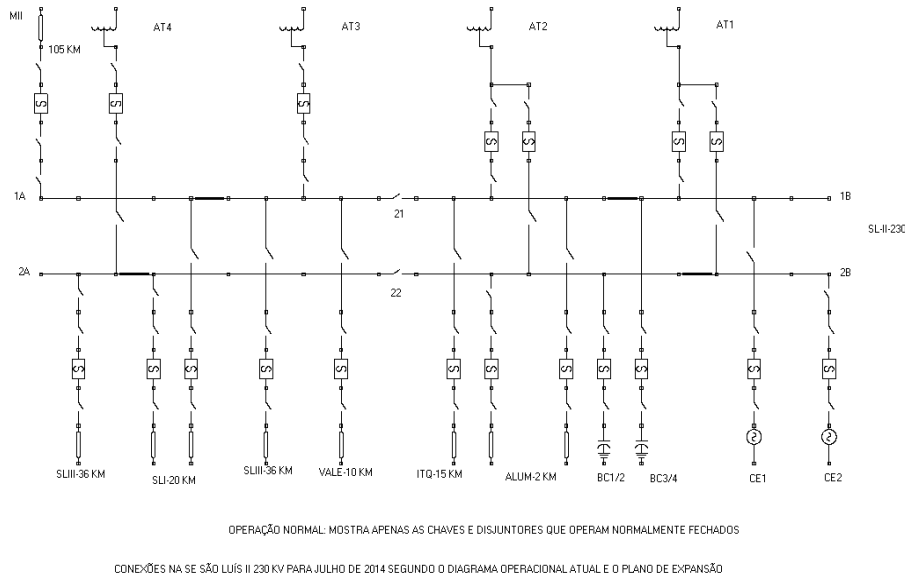 MII
AT4
AT3
AT2
AT1
105 KM
S S S S S S S
1A
1B
21
SL-II-230
2A
2B
22
S S S S S S S S S S S S
SLIII-36 KM
SLI-20 KM
SLIII-36 KM
VALE-10 KM
ITQ-15 KM
ALUM-2 KM
BC1/2
BC3/4
CE1
CE2
OPERAÇÃO NORMAL: MOSTRA APENAS AS CHAVES E DISJUNTORES QUE OPERAM NORMALMENTE FECHADOS
CONEXÕES NA SE SÃO LUÍS II 230 KV PARA JULHO DE 2014 SEGUNDO O DIAGRAMA OPERACIONAL ATUAL E O PLANO DE EXPANSÃO